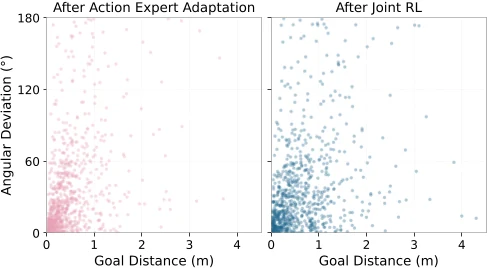 After Action Expert Adaptation
After Joint RL
Angular Deviation (°)
180
120
60
0
0 1 2 3 4
0 1 2 3 4
Goal Distance (m)
Goal Distance (m)